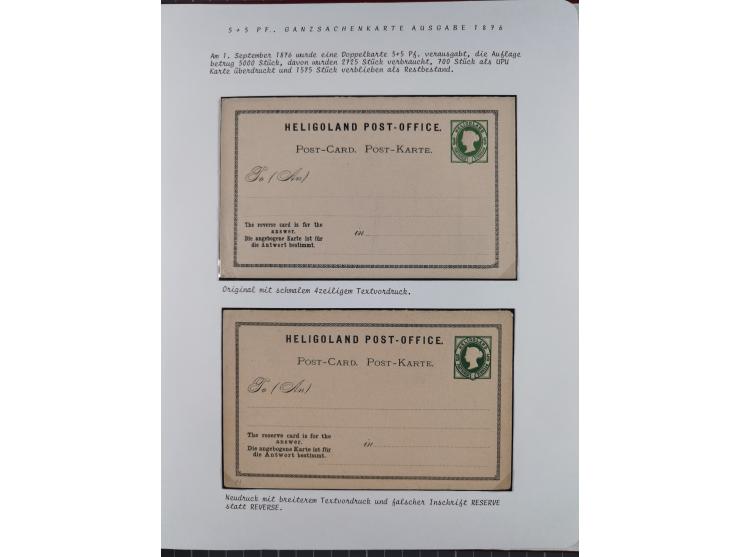 5+5 PF. GANZSACHENKARTE AUSGABE 1876
Am 1. September 1876 wurde eine Doppelkarte 5+5 Pf. verausgabt, die Auflage
betrug 5000 Stück, davon wurden 2725 Stück verbraucht, 700 Stück als UPU
Karte überdruckt und 1575 Stück verblieben als Restbestand.
HELIGOLAND POST-OFFICE.
POST-CARD. POST-KARTE.
To (An)
The reverse card is for the
answer.
Die angebogene Karte ist für
die Antwort bestimmt.
in
HELIGOLAND
Original mit schmalem 4zeiligem Textvordruck.
HELIGOLAND POST-OFFICE.
POST-CARD. POST-KARTE.
To (An)
The reserve card is for the
answer.
Die angebogene Karte ist für
die Antwort bestimmt.
in
HELIGOLAND
Neudruck mit breiterem Textvordruck und falscher Inschrift RESERVE
statt REVERSE.